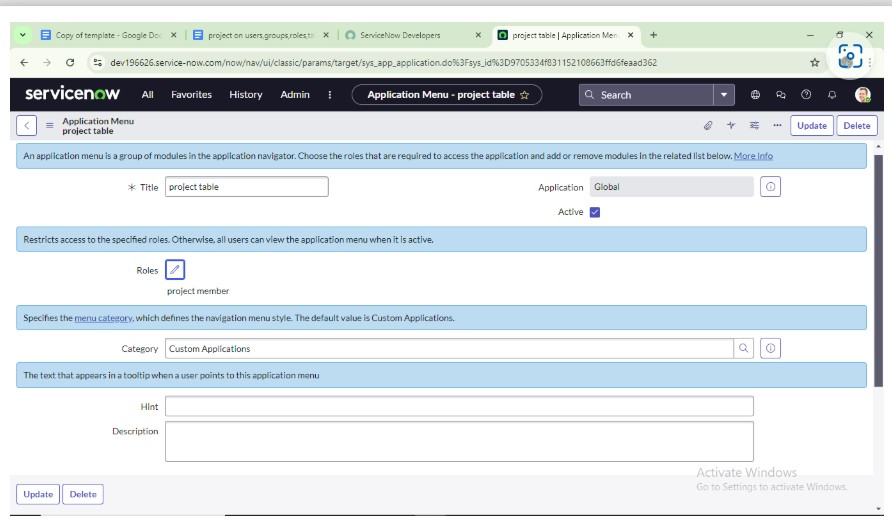 Copy of template - Google Doc
project on users,groups,roles,ta
ServiceNow Developers
project table | Application Men
dev196626.service-now.com/now/nav/ui/classic/params/target/sys_app_application.do%3Fsys_id%3D9705334f831152108663ffd6feaad362
servicenow All Favorites History Admin Application Menu - project table Search
Application Menu
project table
Update Delete
An application menu is a group of modules in the application navigator. Choose the roles that are required to access the application and add or remove modules in the related list below. More Info
Title project table Application Global
Active
Restricts access to the specified roles. Otherwise, all users can view the application menu when it is active.
Roles
project member
Specifies the menu category, which defines the navigation menu style. The default value is Custom Applications.
Category Custom Applications
The text that appears in a tooltip when a user points to this application menu
Hint
Description
Activate Windows
Go to Settings to activate Windows.
Update Delete